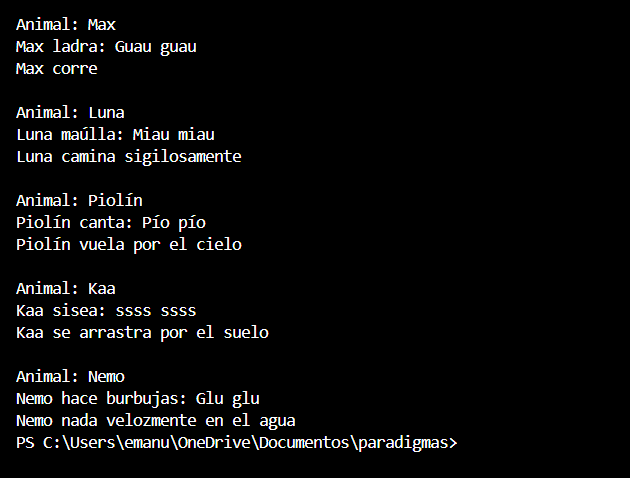 Animal: Max
Max ladra: Guau guau
Max corre
Animal: Luna
Luna maúlla: Miau miau
Luna camina sigilosamente
Animal: Piolín
Piolín canta: Pío pío
Piolín vuela por el cielo
Animal: Kaa
Kaa sisea: ssss ssss
Kaa se arrastra por el suelo
Animal: Nemo
Nemo hace burbujas: Glu glu
Nemo nada velozmente en el agua
PS C:\Users\emanu\OneDrive\Documentos\paradigmas>